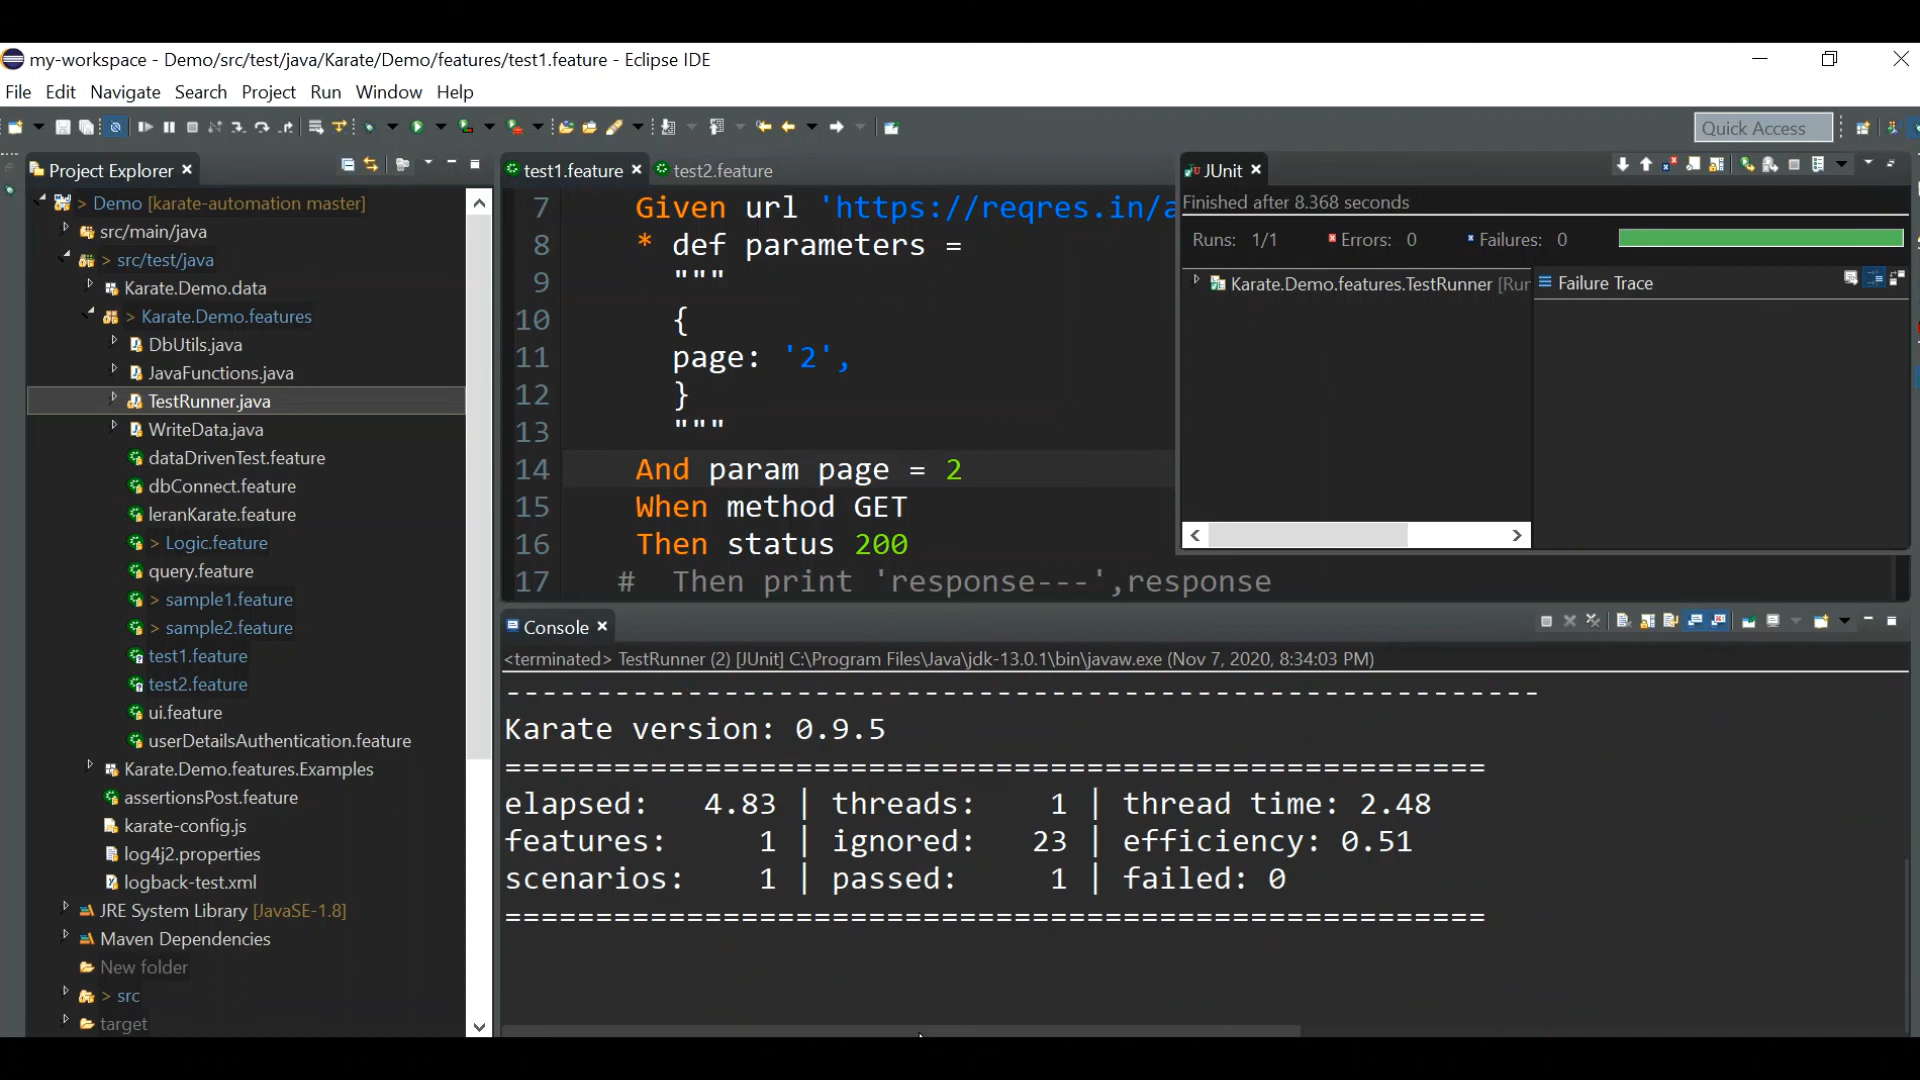 my-workspace - Demo/src/test/java/Karate/Demo/features/test1.feature - Eclipse IDE
File Edit Navigate Search Project Run Window Help
Quick Access
Project Explorer
> Demo [karate-automation master]
src/main/java
src/test/java
Karate.Demo.data
> Karate.Demo.features
DbUtils.java
JavaFunctions.java
TestRunner.java
WriteData.java
dataDrivenTest.feature
dbConnect.feature
leranKarate.feature
> Logic.feature
query.feature
> sample1.feature
> sample2.feature
test1.feature
test2.feature
ui.feature
userDetailsAuthentication.feature
Karate.Demo.features.Examples
assertionsPost.feature
karate-config.js
log4j2.properties
logback-test.xml
JRE System Library [JavaSE-1.8]
Maven Dependencies
New folder
> src
target
test1.feature test2.feature
7 Given url 'https://reqres.in/a
8 * def parameters =
9 """
10 {
11 page: '2',
12 }
13 """
14 And param page = 2
15 When method GET
16 Then status 200
17 # Then print 'response---',response
JUnit
Finished after 8.368 seconds
Runs: 1/1 Errors: 0 Failures: 0
Karate.Demo.features.TestRunner [Run
Failure Trace
Console
<terminated> TestRunner (2) [JUnit] C:\Program Files\Java\jdk-13.0.1\bin\javaw.exe (Nov 7, 2020, 8:34:03 PM)
---------------------------------------------------------
Karate version: 0.9.5
======================================================
elapsed: 4.83 | threads: 1 | thread time: 2.48
features: 1 | ignored: 23 | efficiency: 0.51
scenarios: 1 | passed: 1 | failed: 0
======================================================